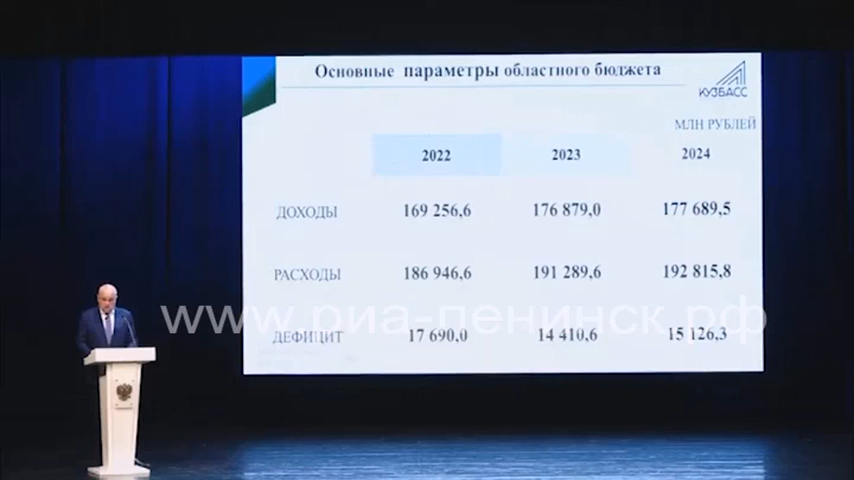 Основные параметры областного бюджета
КУЗБАСС
МЛН РУБЛЕЙ
2022 2023 2024
ДОХОДЫ 169 256,6 176 879,0 177 689,5
РАСХОДЫ 186 946,6 191 289,6 192 815,8
www.риа-ленинск.рф
ДЕФИЦИТ 17 690,0 14 410,6 15 126,3